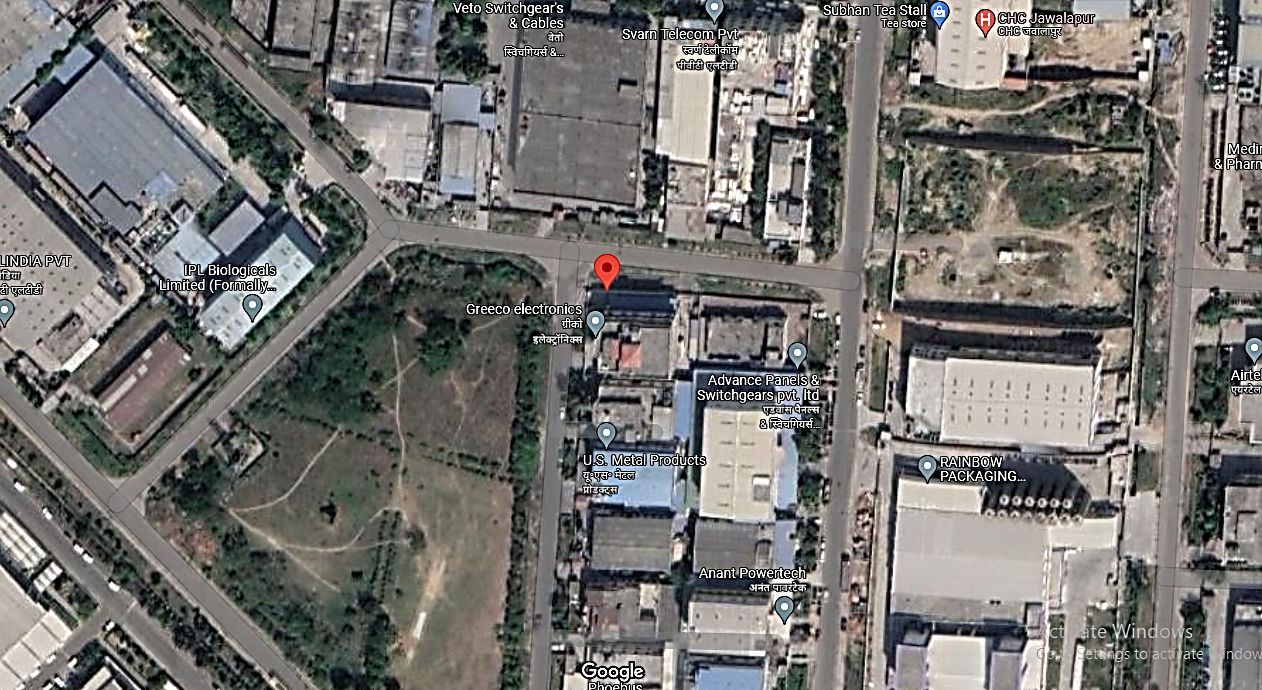 Veto Switchgear's
& Cables
वेतो
स्विचगियर्स &...
Svarn Telecom Pvt
स्वर्ण टेलीकॉम
पीवीटी एलटीडी
Subhan Tea Stall
Tea store
H
CHC Jawalapur
CHC जवालापुर
& Pharm
LINDIA PVT
डिया
टी एलटीडी
IPL Biologicals
Limited (Formally...
Greeco electronics
ग्रीको
इलेक्ट्रॉनिक्स
Advance Panels &
Switchgears pvt. ltd
एडवांस पैनल्स
& स्विचगियर्स...
Airtel
एयरटेल
U.S. Metal Products
यू॰एस॰ मेटल
प्रोडक्ट्स
RAINBOW
PACKAGING...
Anant Powertech
अनंत पावरटेक
Activate Windows
Go to Settings to activate Window
Google
Phoebus